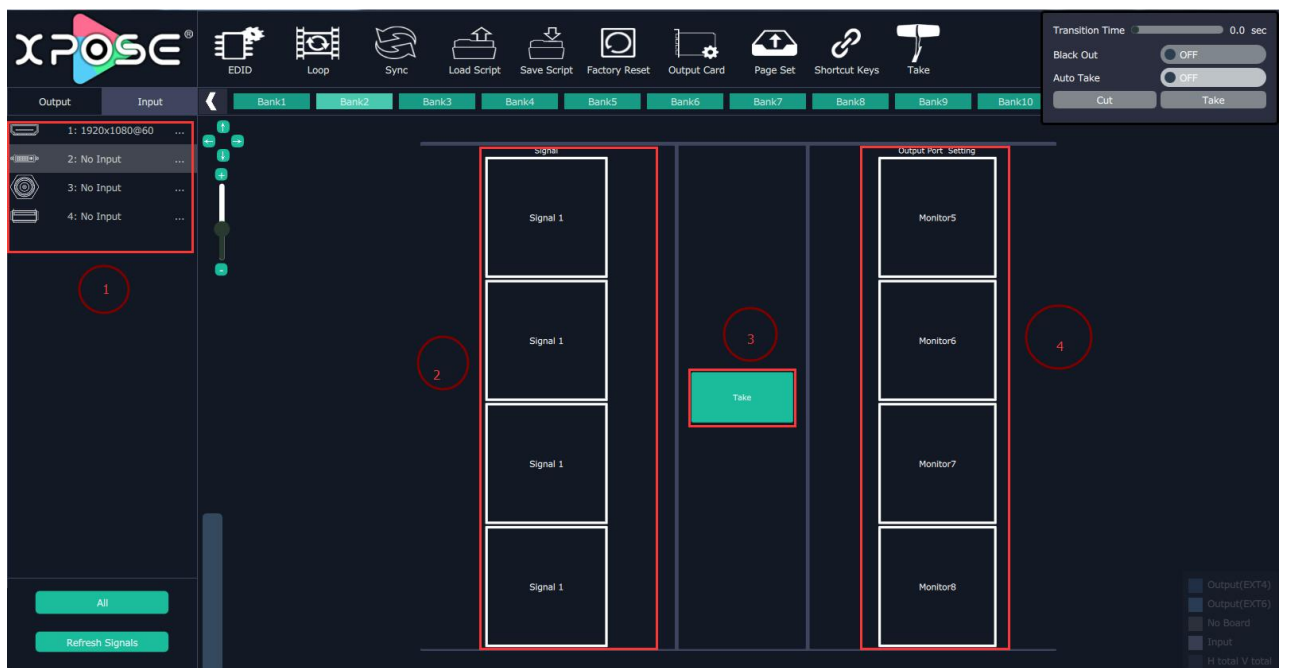 XPOSE®
EDID
Loop
Sync
Load Script
Save Script
Factory Reset
Output Card
Page Set
Shortcut Keys
Take
Transition Time
0.0 sec
Black Out
OFF
Auto Take
OFF
Cut
Take
Output
Input
Bank1
Bank2
Bank3
Bank4
Bank5
Bank6
Bank7
Bank8
Bank9
Bank10
1: 1920x1080@60 ...
2: No Input ...
3: No Input ...
4: No Input ...
1
+
-
Signal
Signal 1
Signal 1
Signal 1
Signal 1
2
3
Take
Output Port Setting
Monitor5
Monitor6
Monitor7
Monitor8
4
All
Refresh Signals
Output(EXT4)
Output(EXT6)
No Board
Input
H total V total